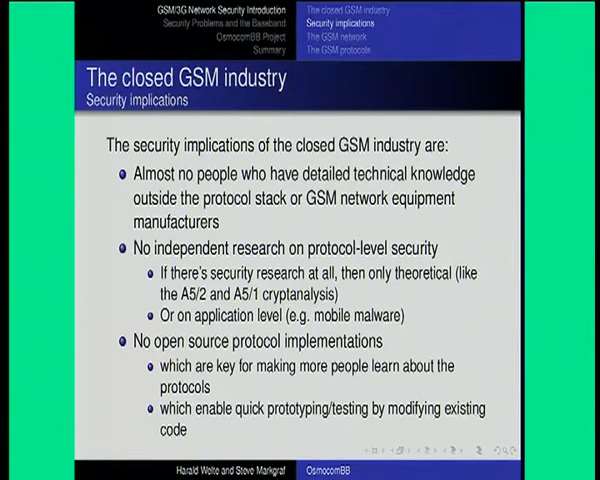 GSM/3G Network Security Introduction
Security Problems and the Baseband
OsmocomBB Project
Summary
The closed GSM industry
Security implications
The GSM network
The GSM protocols
The closed GSM industry
Security implications
The security implications of the closed GSM industry are:
Almost no people who have detailed technical knowledge
outside the protocol stack or GSM network equipment
manufacturers
No independent research on protocol-level security
If there's security research at all, then only theoretical (like
the A5/2 and A5/1 cryptanalysis)
Or on application level (e.g. mobile malware)
No open source protocol implementations
which are key for making more people learn about the
protocols
which enable quick prototyping/testing by modifying existing
code
Harald Welte and Steve Markgraf
OsmocomBB